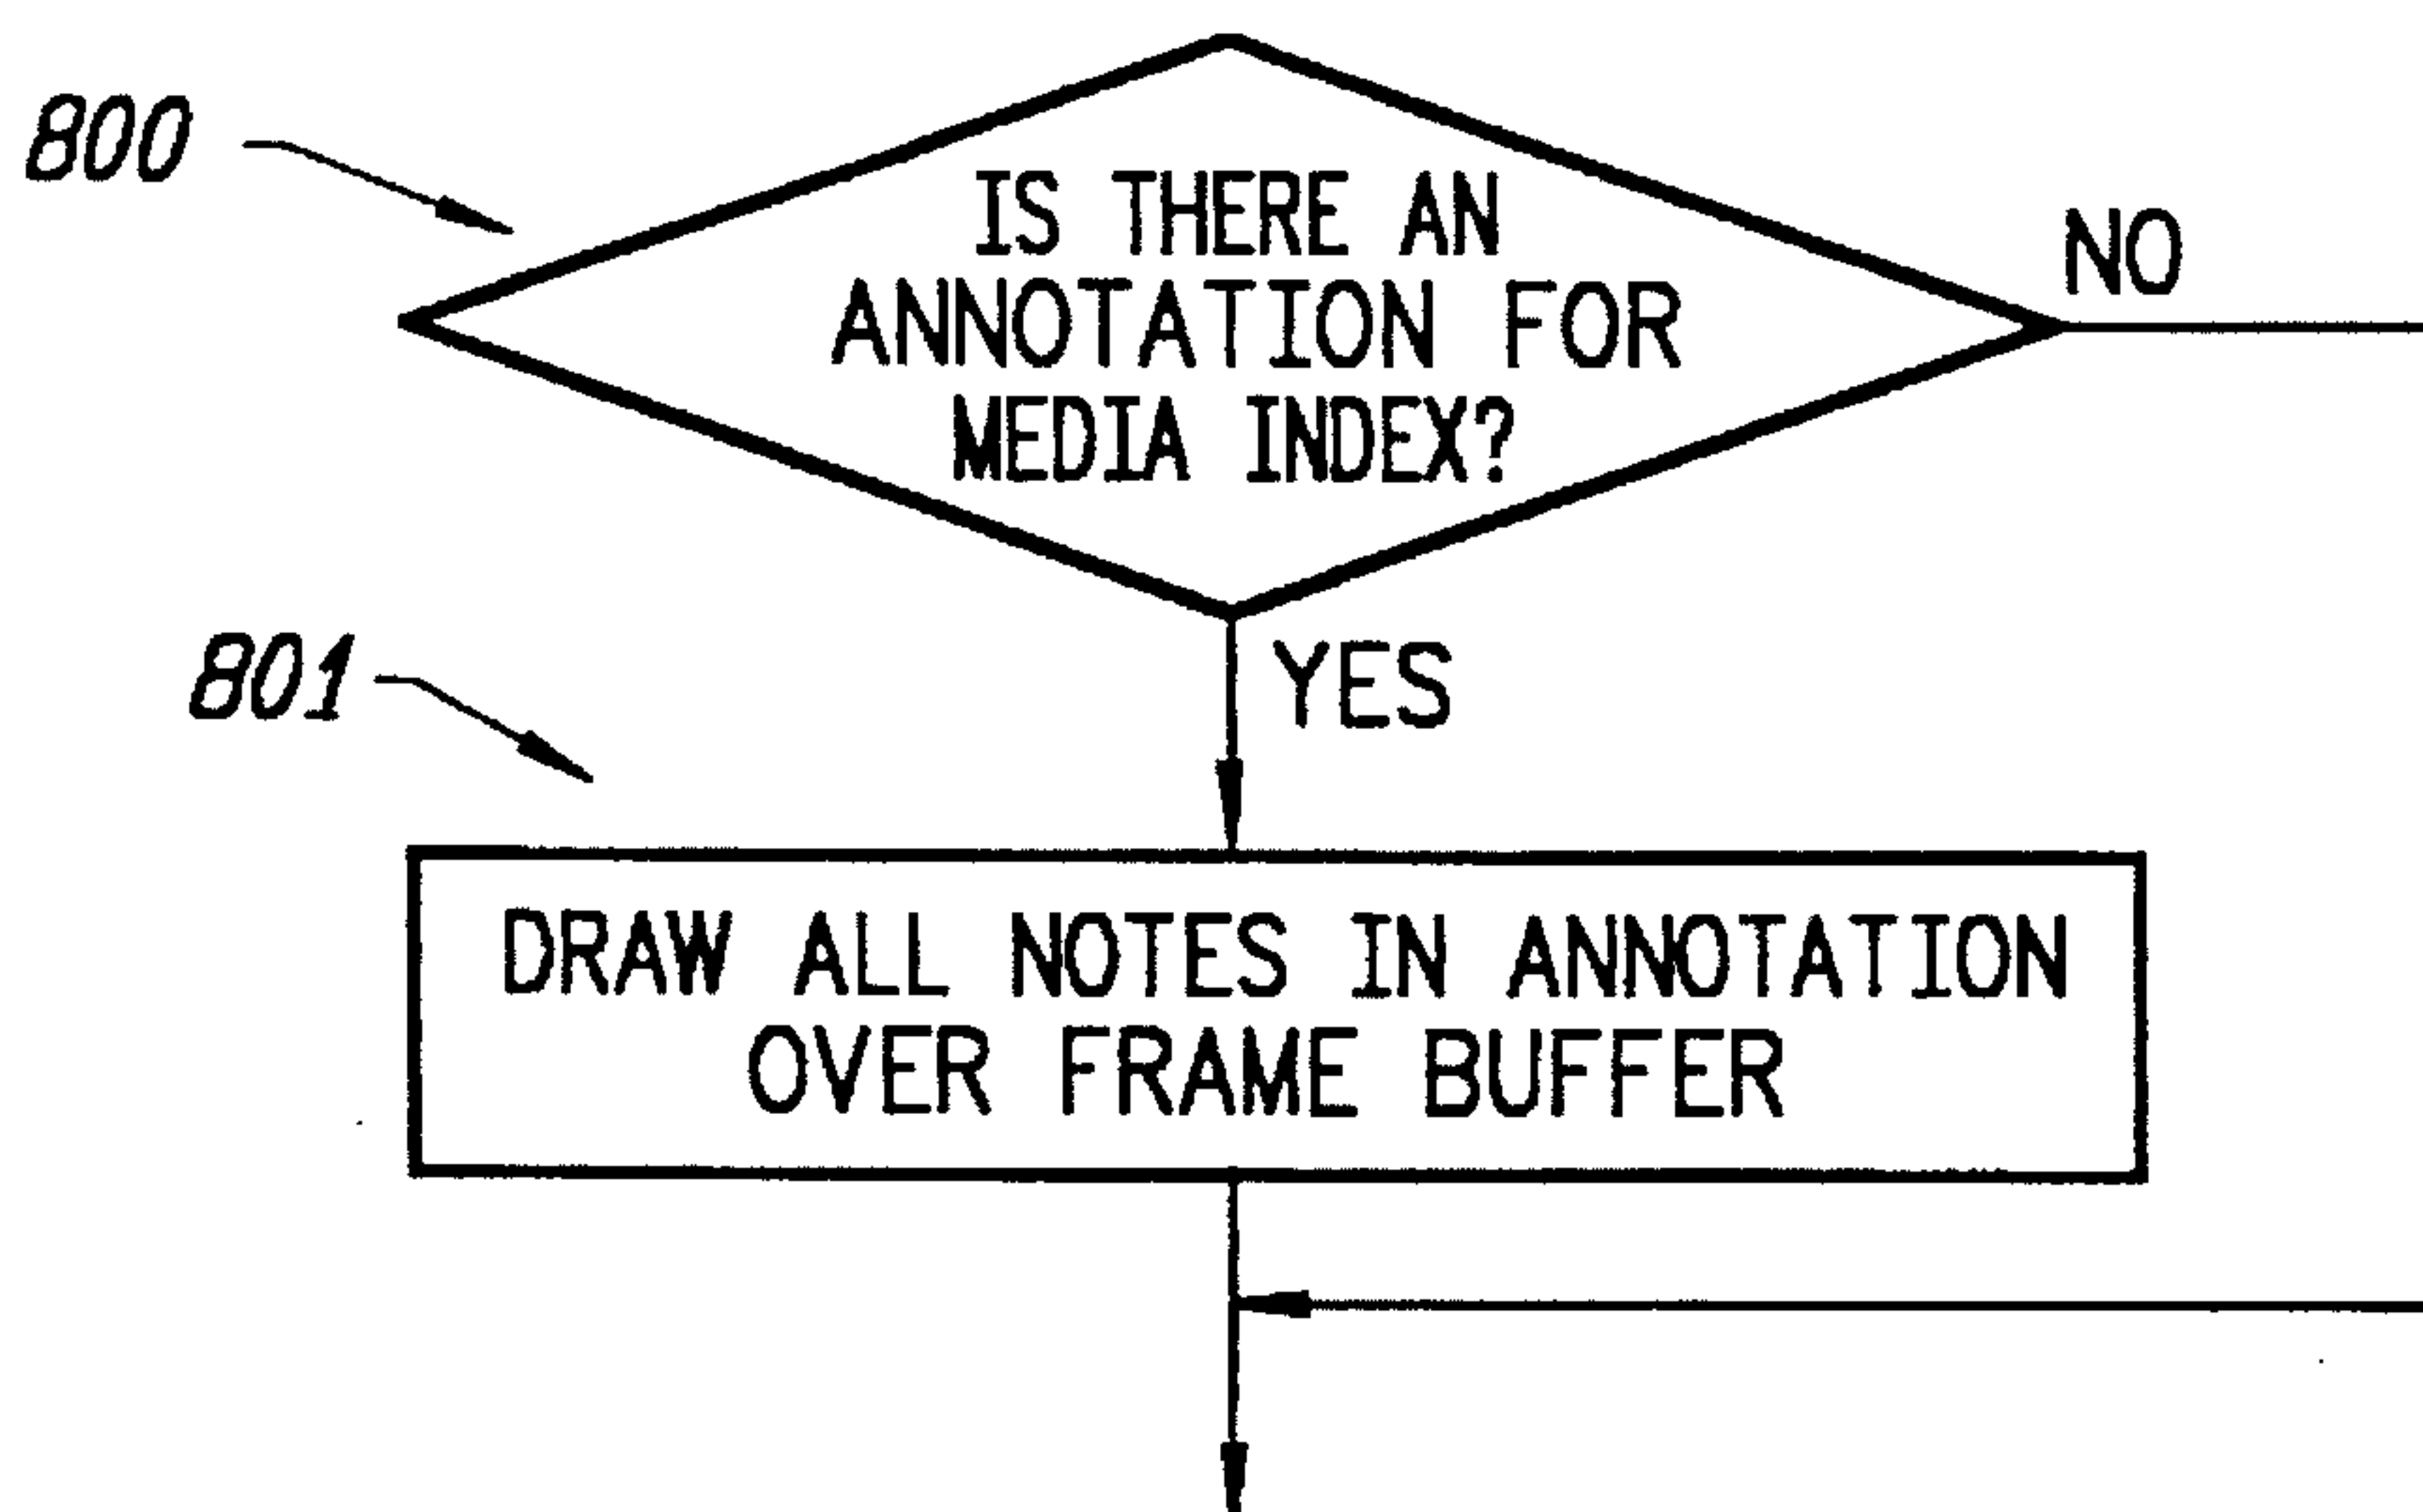 800
IS THERE AN
ANNOTATION FOR
MEDIA INDEX?
NO
YES
801
DRAW ALL NOTES IN ANNOTATION
OVER FRAME BUFFER